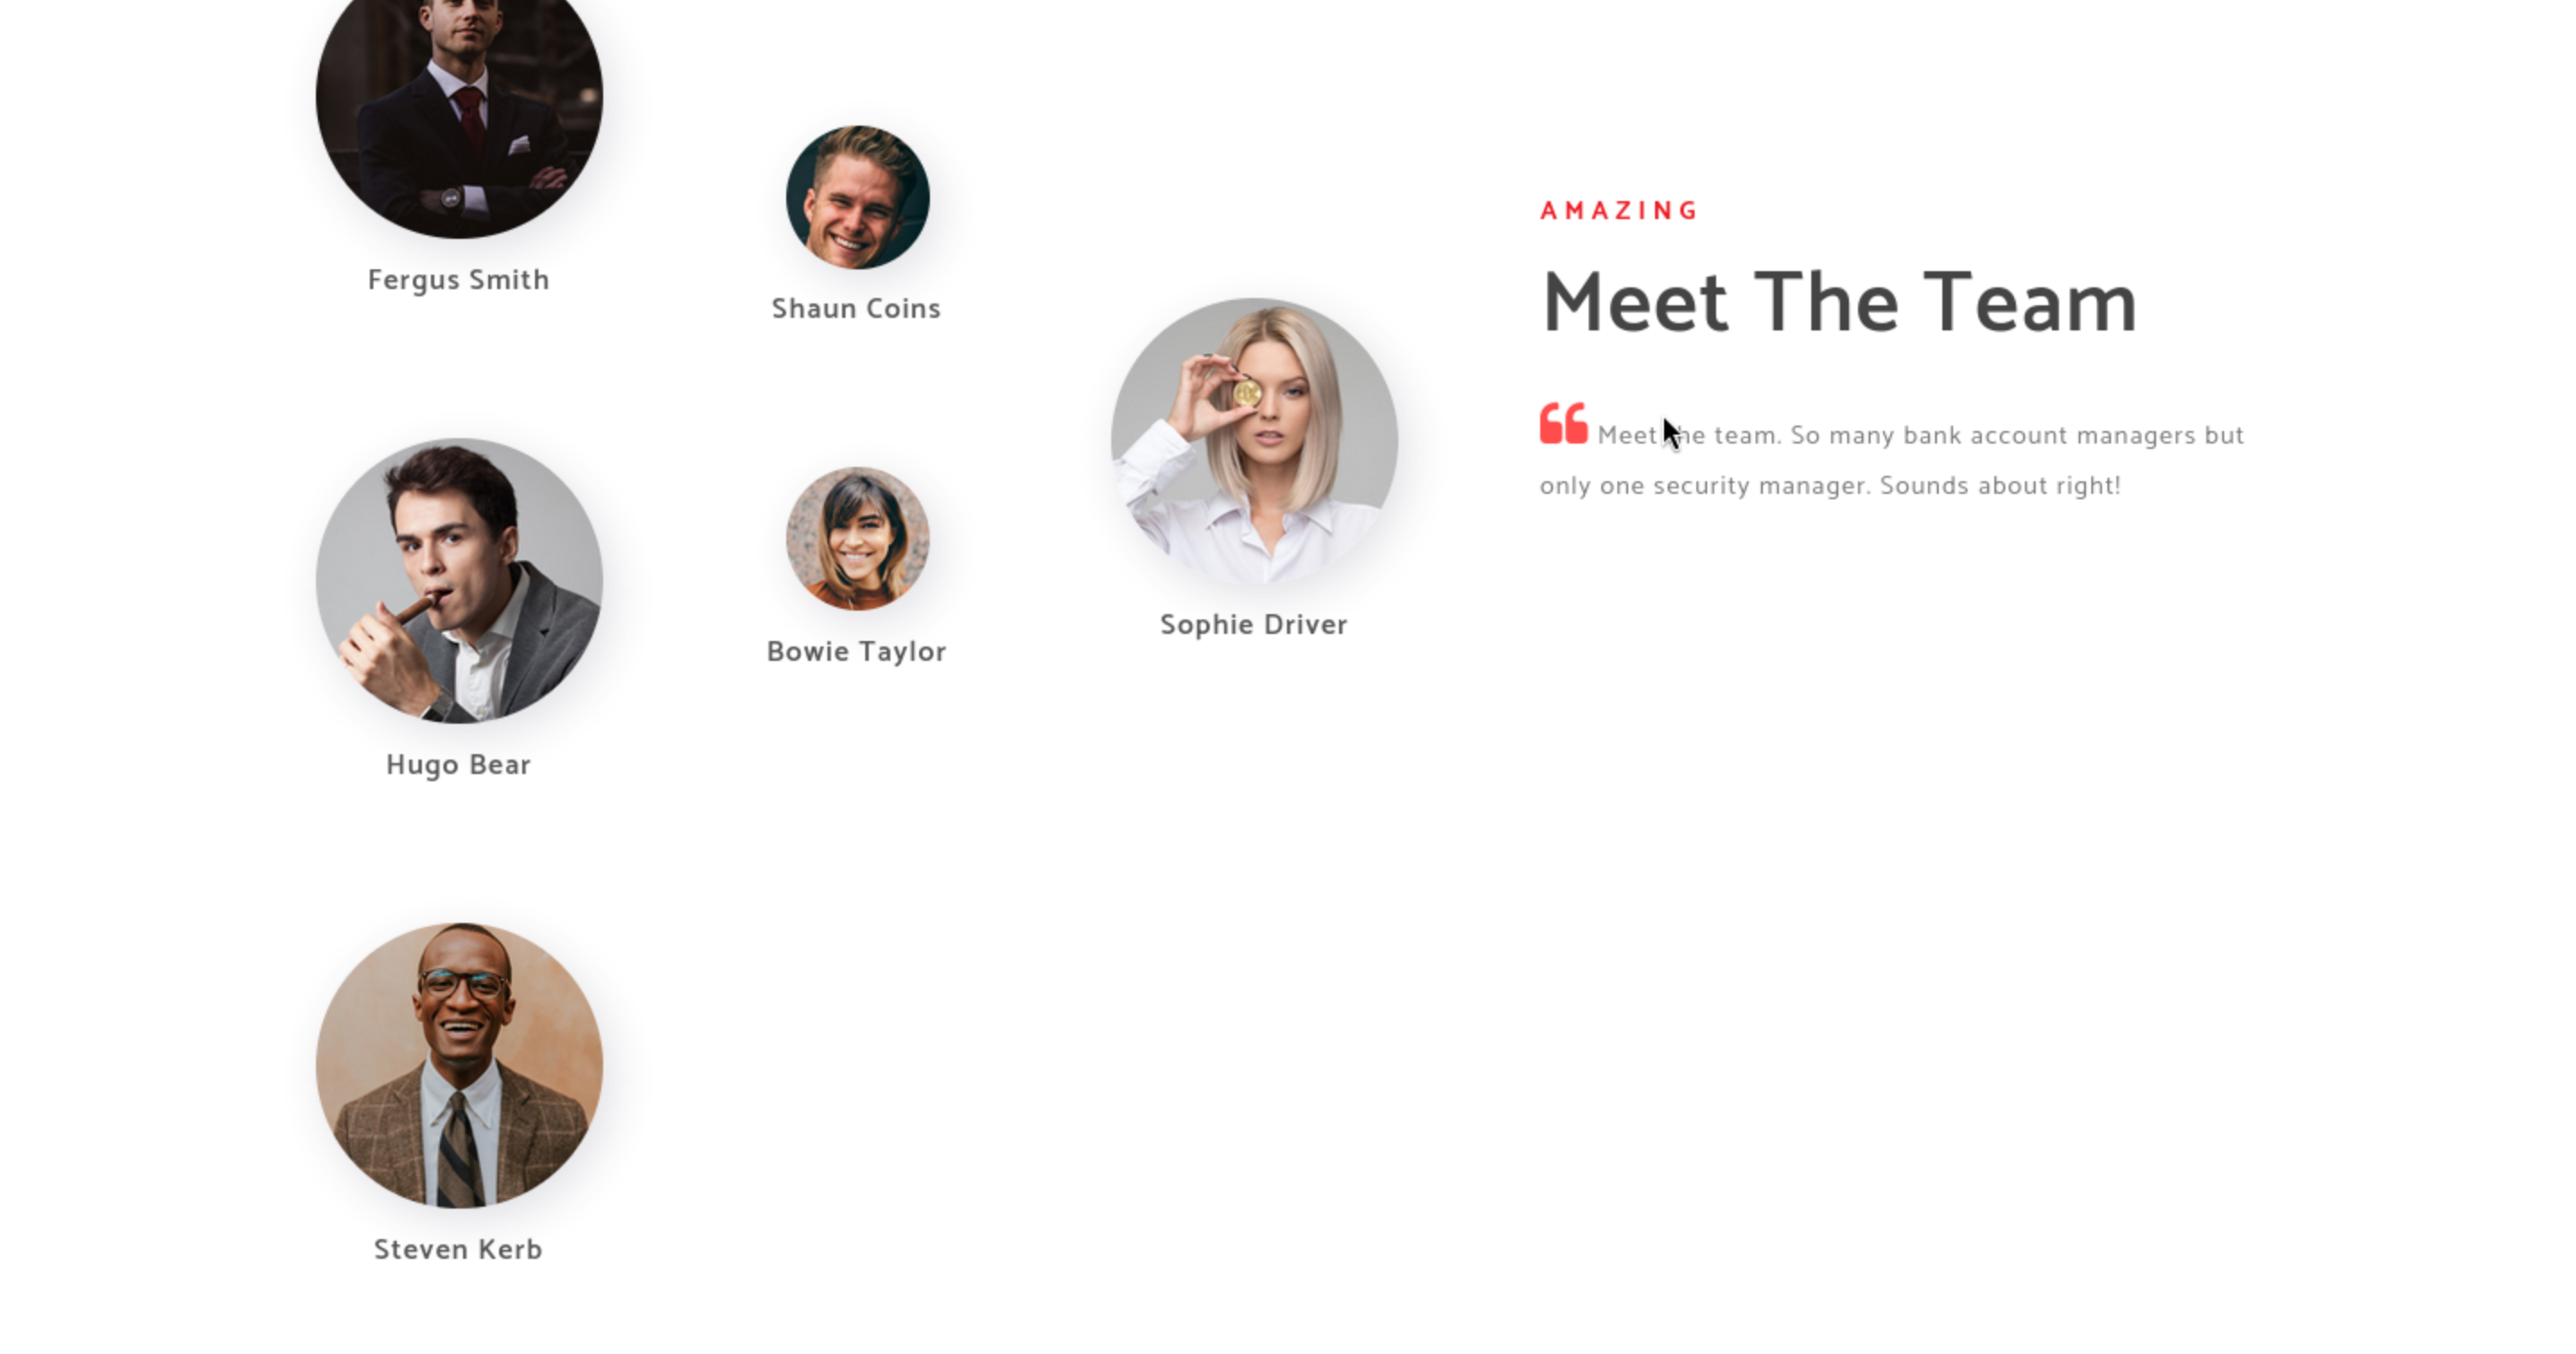 Fergus Smith
Shaun Coins
Hugo Bear
Bowie Taylor
Sophie Driver
Steven Kerb
AMAZING
Meet The Team
“ Meet the team. So many bank account managers but
only one security manager. Sounds about right!